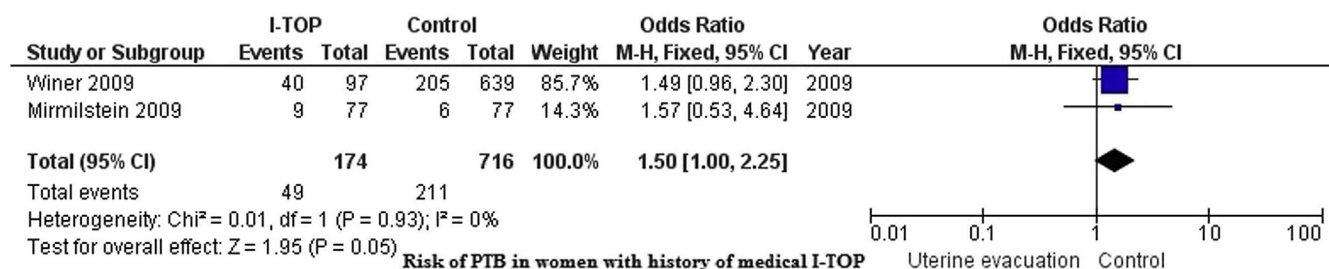 I-TOP Control Odds Ratio Odds Ratio
Study or Subgroup Events Total Events Total Weight M-H, Fixed, 95% CI Year M-H, Fixed, 95% CI
Winer 2009 40 97 205 639 85.7% 1.49 [0.96, 2.30] 2009
Mirmilstein 2009 9 77 6 77 14.3% 1.57 [0.53, 4.64] 2009
Total (95% CI) 174 716 100.0% 1.50 [1.00, 2.25]
Total events 49 211
Heterogeneity: Chi² = 0.01, df = 1 (P = 0.93); I² = 0%
Test for overall effect: Z = 1.95 (P = 0.05)
0.01 0.1 1 10 100
Uterine evacuation Control
Risk of PTB in women with history of medical I-TOP